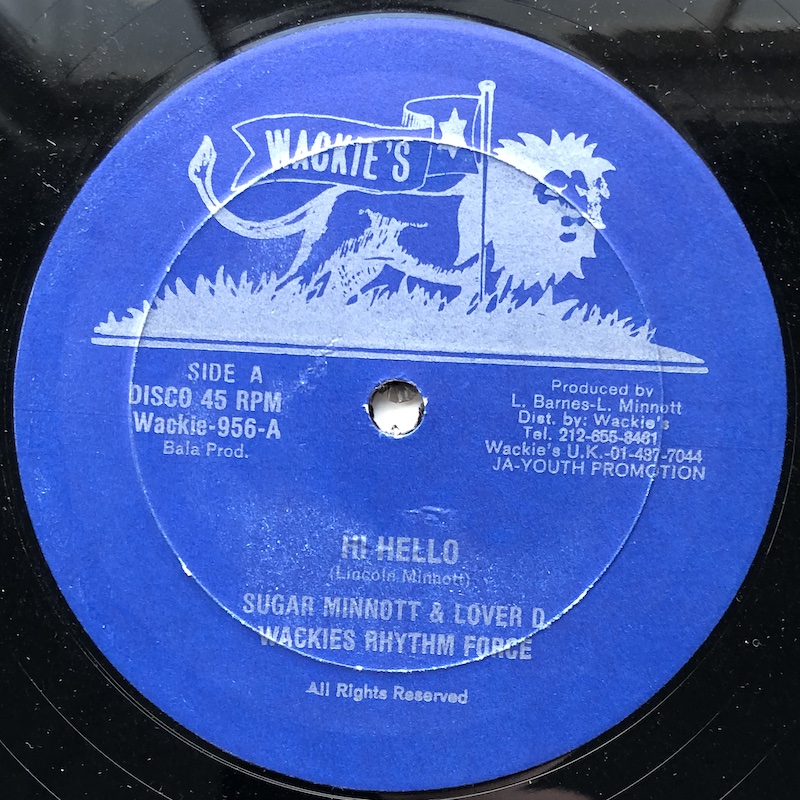 WACKIE'S
SIDE A
DISCO 45 RPM
Wackie-956-A
Bala Prod.
Produced by
L. Barnes-L. Minnott
Dist. by: Wackie's
Tel. 212-655-8461
Wackie's U.K.-01-437-7044
JA-YOUTH PROMOTION
HI HELLO
(Lincoln Minnott)
SUGAR MINNOTT & LOVER D.
WACKIES RHYTHM FORCE
All Rights Reserved